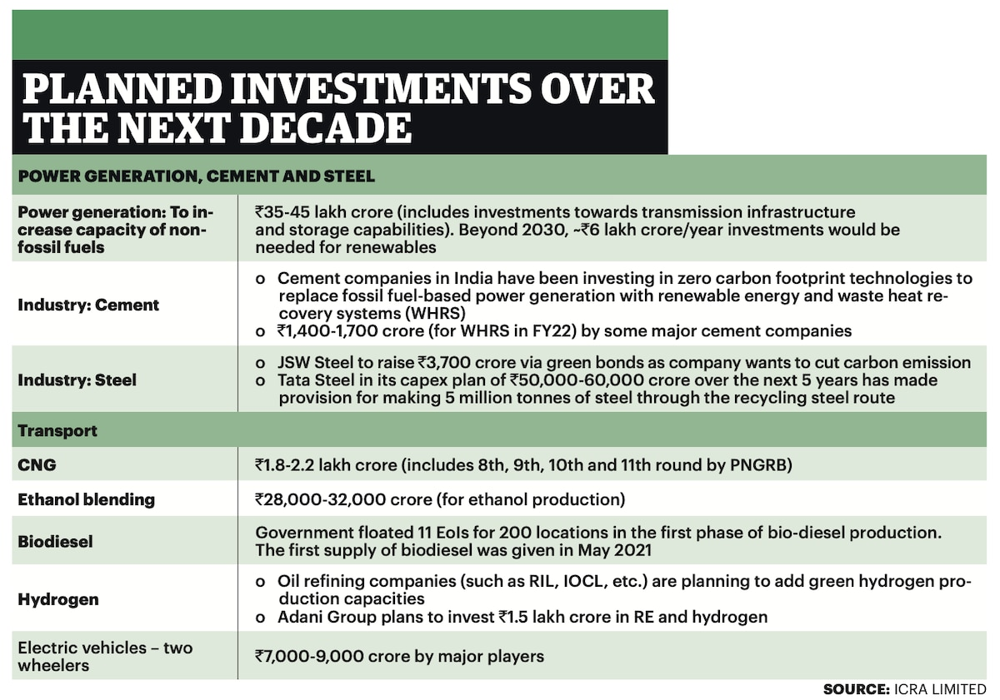 PLANNED INVESTMENTS OVER
THE NEXT DECADE
POWER GENERATION, CEMENT AND STEEL
Power generation: To in-
crease capacity of non-
fossil fuels
₹35-45 lakh crore (includes investments towards transmission infrastructure
and storage capabilities). Beyond 2030, ~₹6 lakh crore/year investments would be
needed for renewables
Industry: Cement
o Cement companies in India have been investing in zero carbon footprint technologies to
replace fossil fuel-based power generation with renewable energy and waste heat re-
covery systems (WHRS)
o ₹1,400-1,700 crore (for WHRS in FY22) by some major cement companies
Industry: Steel
o JSW Steel to raise ₹3,700 crore via green bonds as company wants to cut carbon emission
o Tata Steel in its capex plan of ₹50,000-60,000 crore over the next 5 years has made
provision for making 5 million tonnes of steel through the recycling steel route
Transport
CNG
₹1.8-2.2 lakh crore (includes 8th, 9th, 10th and 11th round by PNGRB)
Ethanol blending
₹28,000-32,000 crore (for ethanol production)
Biodiesel
Government floated 11 EoIs for 200 locations in the first phase of bio-diesel production.
The first supply of biodiesel was given in May 2021
Hydrogen
o Oil refining companies (such as RIL, IOCL, etc.) are planning to add green hydrogen pro-
duction capacities
o Adani Group plans to invest ₹1.5 lakh crore in RE and hydrogen
Electric vehicles – two
wheelers
₹7,000-9,000 crore by major players
SOURCE: ICRA LIMITED